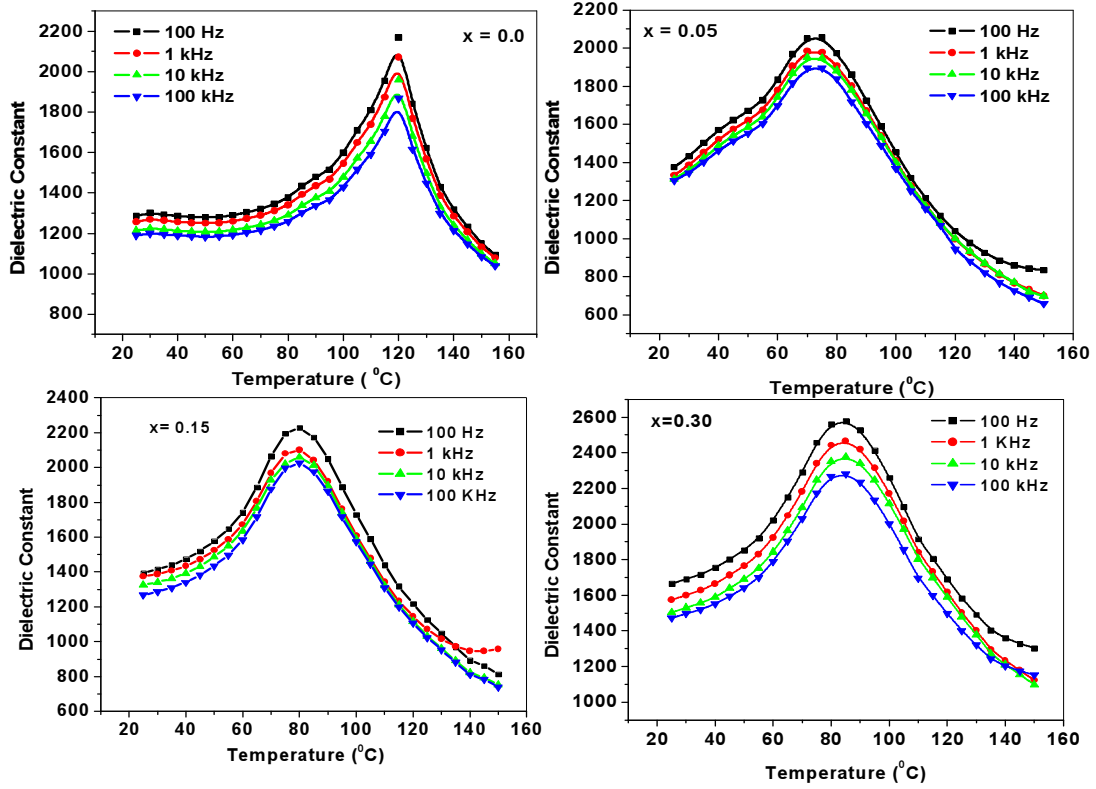 x = 0.0
100 Hz
1 kHz
10 kHz
100 kHz
2200
2000
1800
1600
1400
1200
1000
800
Dielectric Constant
20 40 60 80 100 120 140 160
Temperature ( ⁰C)
x = 0.05
100 Hz
1 kHz
10 kHz
100 kHz
2200
2000
1800
1600
1400
1200
1000
800
600
Dielectric Constant
20 40 60 80 100 120 140 160
Temperature (⁰C)
x= 0.15
100 Hz
1 kHz
10 kHz
100 KHz
2400
2200
2000
1800
1600
1400
1200
1000
800
600
Dielectric Constant
20 40 60 80 100 120 140 160
Temperature (⁰C)
x=0.30
100 Hz
1 KHz
10 kHz
100 kHz
2600
2400
2200
2000
1800
1600
1400
1200
1000
Dielectric Constant
20 40 60 80 100 120 140 160
Temperature (⁰C)